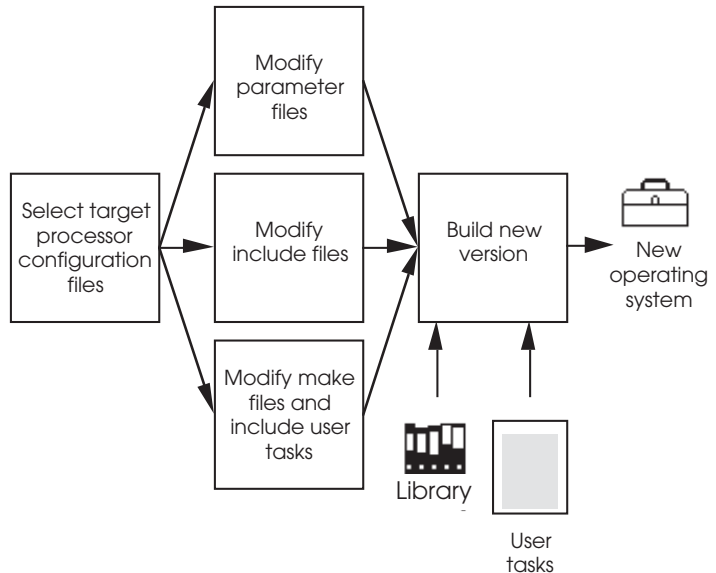 Modify
parameter
files
Select target
processor
configuration
files
Modify
include files
Modify make
files and
include user
tasks
Build new
version
New
operating
system
Library
User
tasks